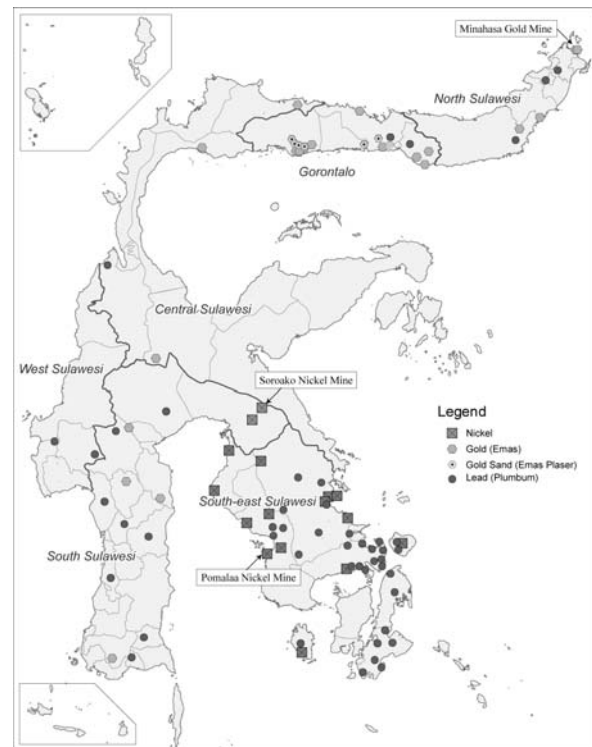 Minahasa Gold Mine
North Sulawesi
Gorontalo
Central Sulawesi
West Sulawesi
Soroako Nickel Mine
Legend
Nickel
Gold (Emas)
Gold Sand (Emas Plaser)
Lead (Plumbum)
South-east Sulawesi
South Sulawesi
Pomalaa Nickel Mine